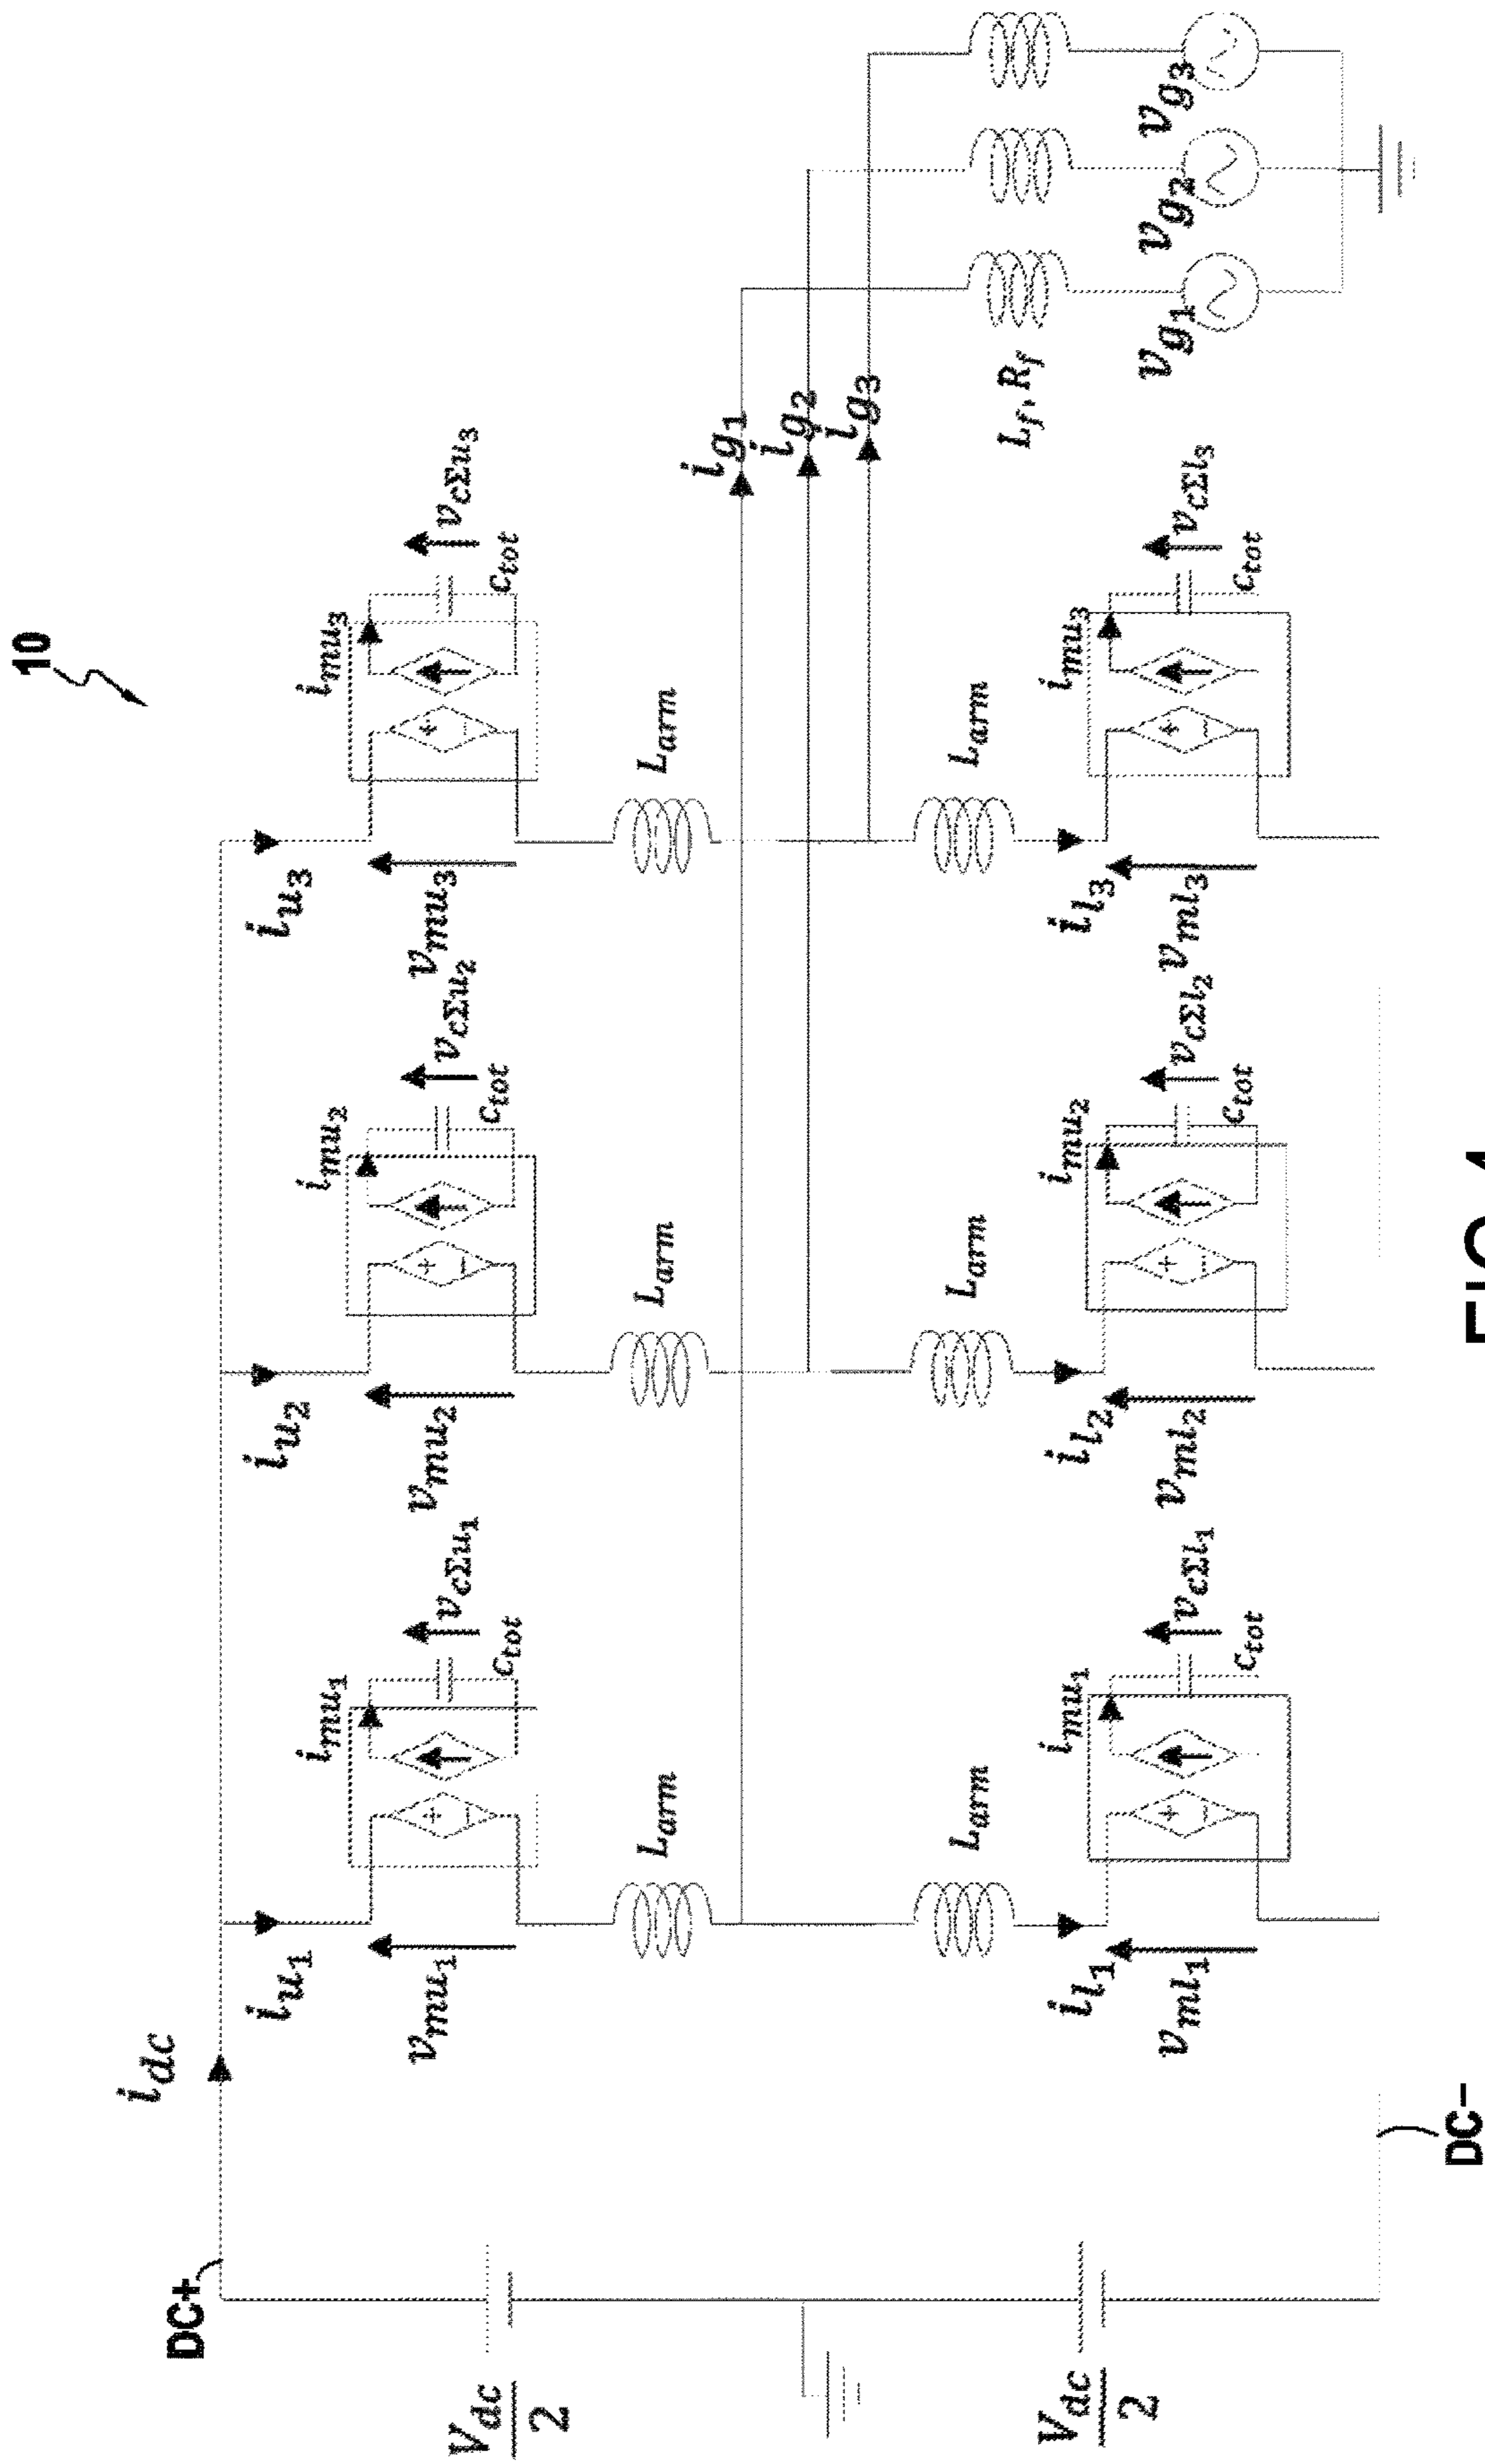 10
DC+
i_dc
i_u1
i_u2
i_u3
i_mu1
i_mu2
i_mu3
v_mu1
v_cΣu1
v_mu2
v_cΣu2
v_mu3
v_cΣu3
C_tot
C_tot
C_tot
V_dc
2
L_arm
L_arm
L_arm
i_g1
i_g2
i_g3
L_arm
L_arm
L_arm
L_f, R_f
i_l1
i_l2
i_l3
i_mu1
i_mu2
i_mu3
v_ml1
v_cΣl1
v_ml2
v_cΣl2
v_ml3
v_cΣl3
v_g1
v_g2
v_g3
C_tot
C_tot
C_tot
V_dc
2
DC−